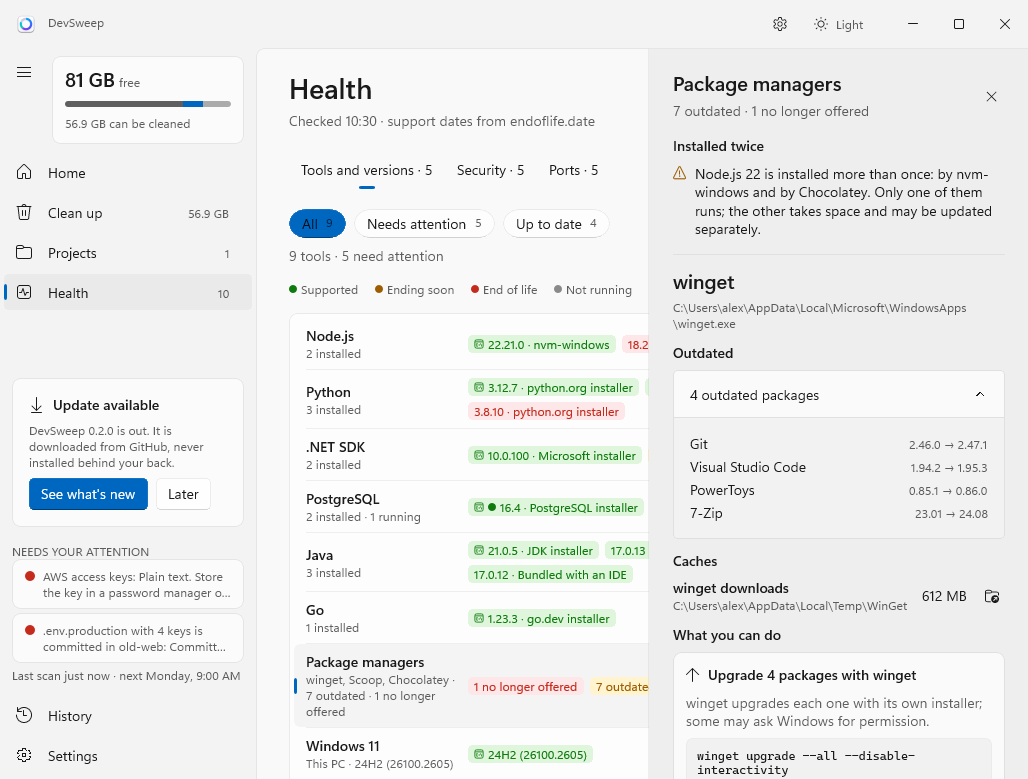 DevSweep
Light
81 GB free
56.9 GB can be cleaned
Home
Clean up 56.9 GB
Projects 1
Health 10
Update available
DevSweep 0.2.0 is out. It is
downloaded from GitHub, never
installed behind your back.
See what's new
Later
NEEDS YOUR ATTENTION
AWS access keys: Plain text. Store
the key in a password manager o...
.env.production with 4 keys is
committed in old-web: Committ...
Last scan just now · next Monday, 9:00 AM
History
Settings
Health
Checked 10:30 · support dates from endoflife.date
Tools and versions · 5 Security · 5 Ports · 5
All 9 Needs attention 5 Up to date 4
9 tools · 5 need attention
Supported Ending soon End of life Not running
Node.js
2 installed
22.21.0 · nvm-windows 18.2
Python
3 installed
3.12.7 · python.org installer
3.8.10 · python.org installer
.NET SDK
2 installed
10.0.100 · Microsoft installer
PostgreSQL
2 installed · 1 running
16.4 · PostgreSQL installer
Java
3 installed
21.0.5 · JDK installer 17.0.13
17.0.12 · Bundled with an IDE
Go
1 installed
1.23.3 · go.dev installer
Package managers
winget, Scoop, Chocolatey ·
7 outdated · 1 no longer
offered
1 no longer offered 7 outdate
Windows 11
This PC · 24H2 (26100.2605)
24H2 (26100.2605)
Package managers
7 outdated · 1 no longer offered
Installed twice
Node.js 22 is installed more than once: by nvm-
windows and by Chocolatey. Only one of them
runs; the other takes space and may be updated
separately.
winget
C:\Users\alex\AppData\Local\Microsoft\WindowsApps
\winget.exe
Outdated
4 outdated packages
Git 2.46.0 → 2.47.1
Visual Studio Code 1.94.2 → 1.95.3
PowerToys 0.85.1 → 0.86.0
7-Zip 23.01 → 24.08
Caches
winget downloads
C:\Users\alex\AppData\Local\Temp\WinGet
612 MB
What you can do
Upgrade 4 packages with winget
winget upgrades each one with its own installer;
some may ask Windows for permission.
winget upgrade --all --disable-
interactivity